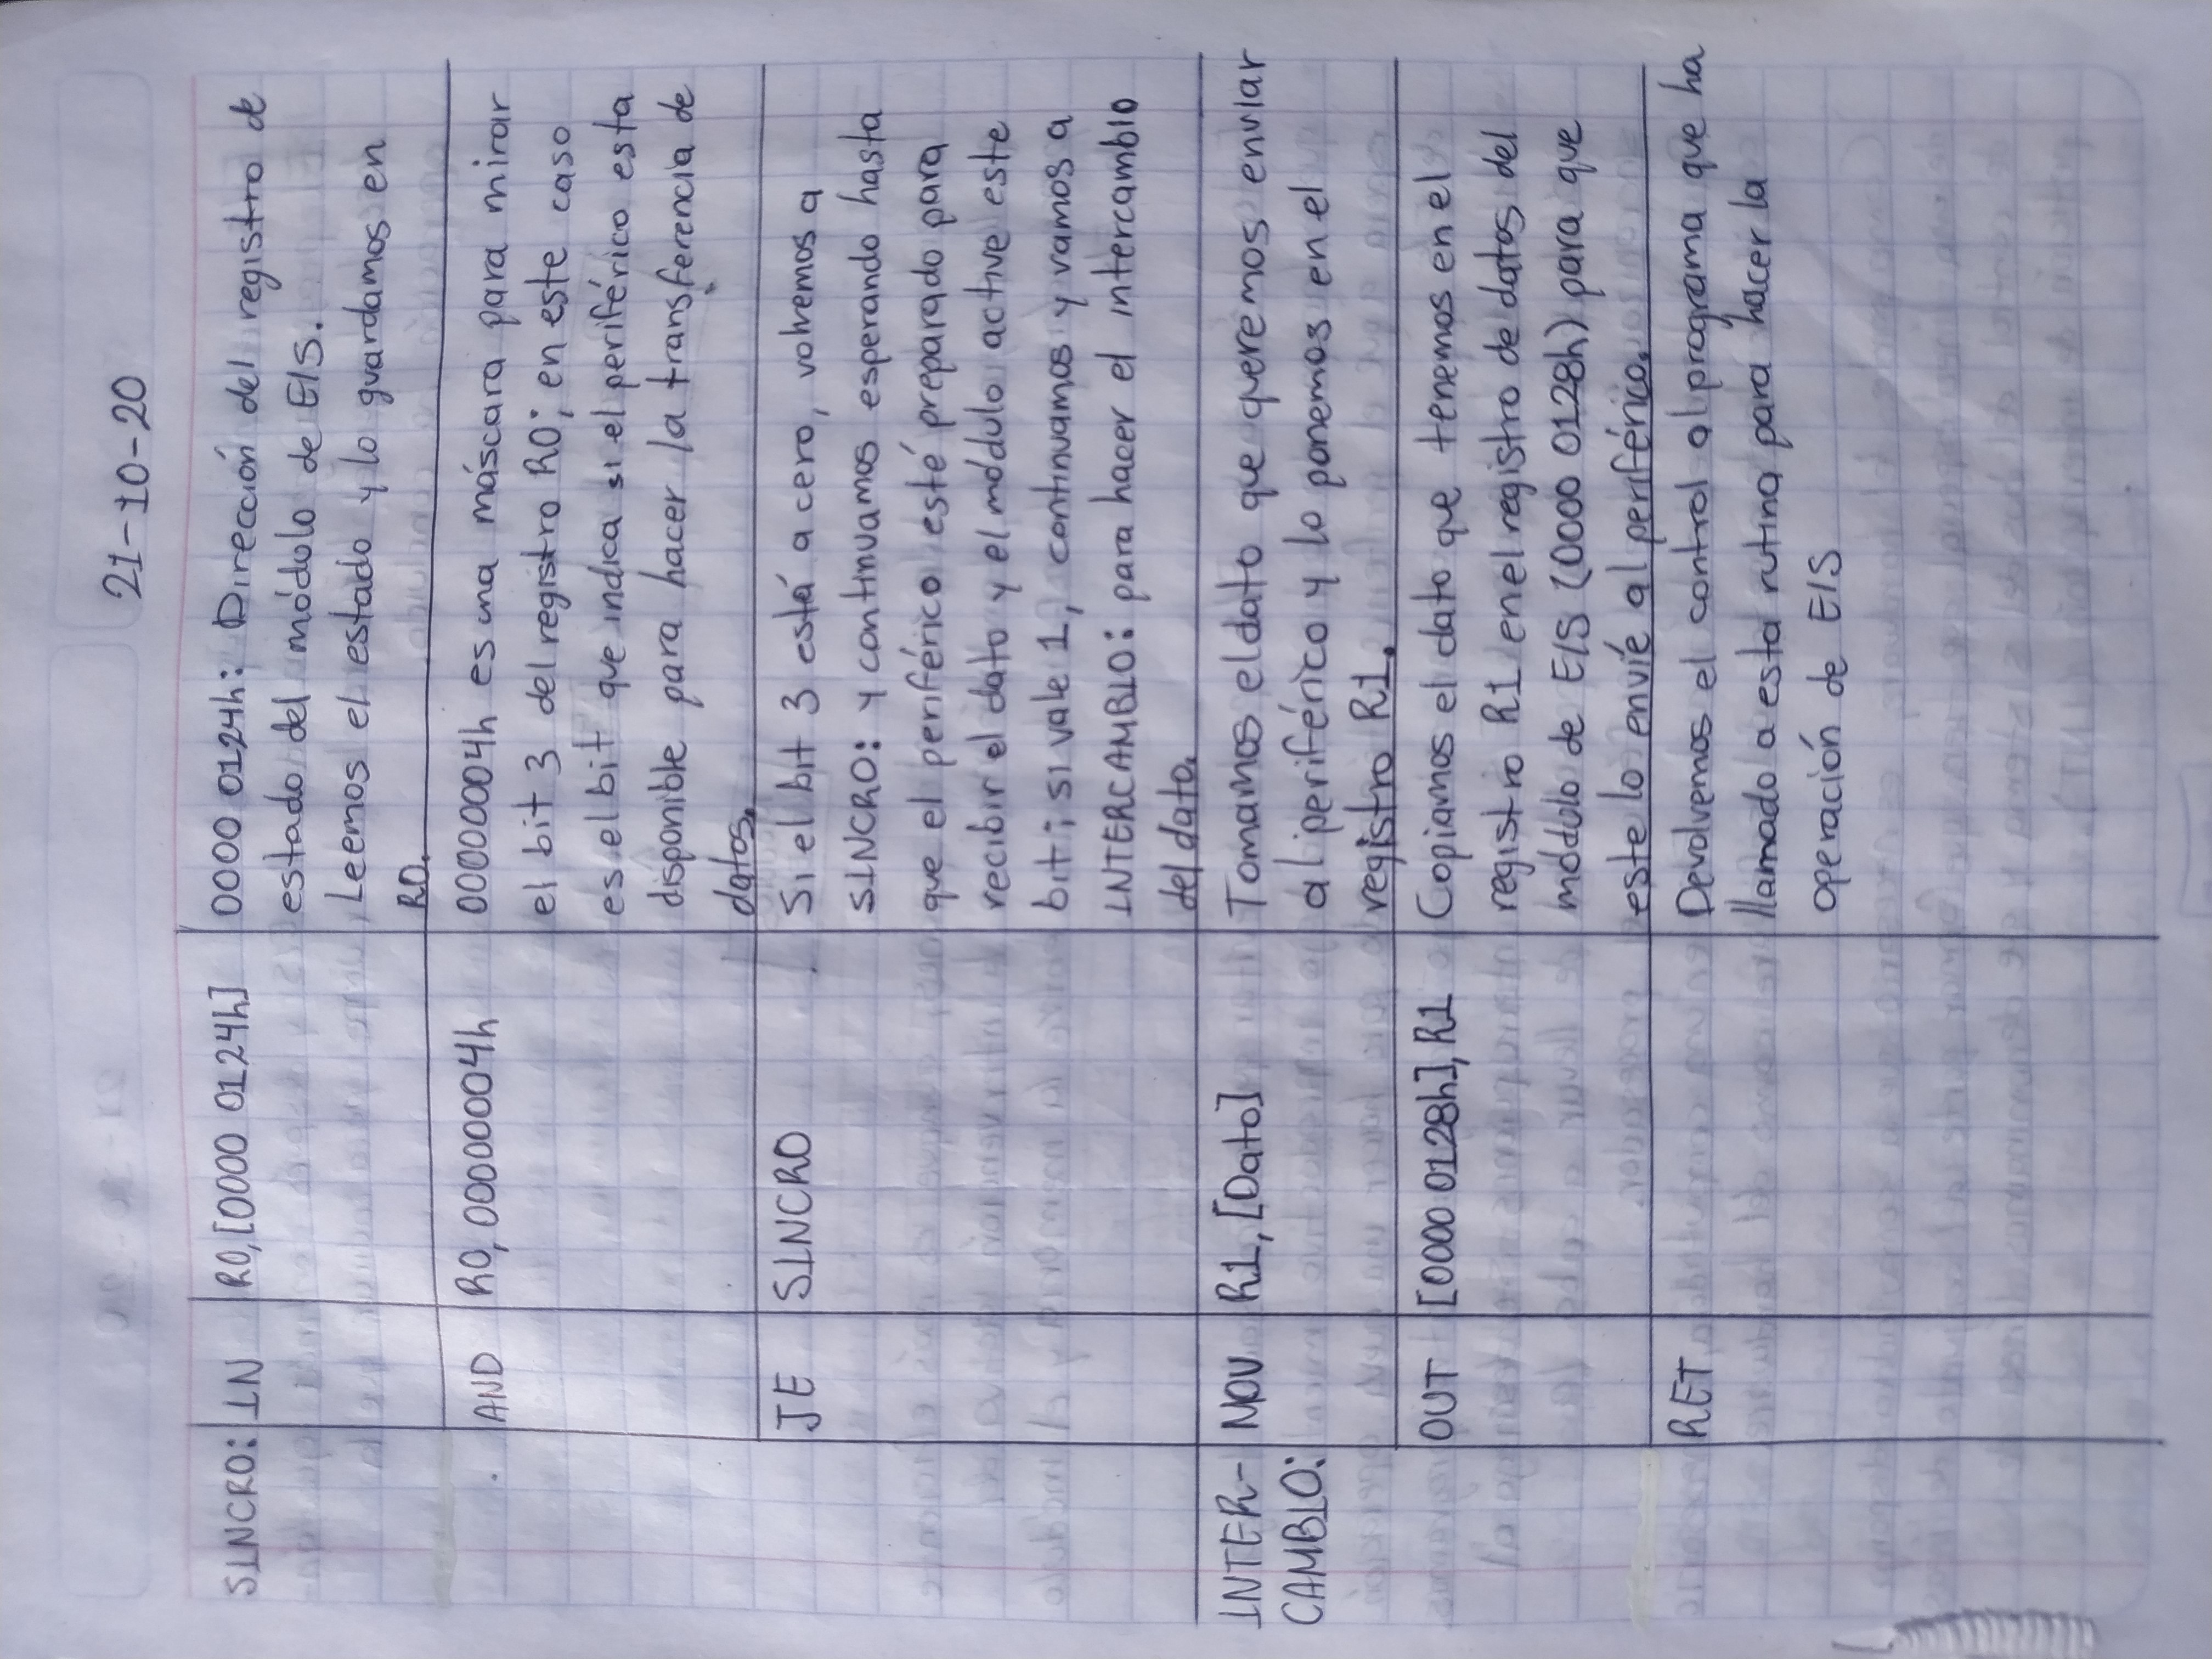 21-10-20
SINCRO: IN R0,[0000 0124h] 0000 0124h: Dirección del registro de
estado del módulo de E/S.
Leemos el estado y lo guardamos en
R0.
AND R0, 00000004h 00000004h es una máscara para mirar
el bit 3 del registro R0; en este caso
es el bit que indica si el periférico esta
disponible para hacer la transferencia de
datos.
JE SINCRO Si el bit 3 está a cero, volvemos a
SINCRO: y continuamos esperando hasta
que el periférico esté preparado para
recibir el dato y el módulo active este
bit; si vale 1, continuamos y vamos a
INTERCAMBIO: para hacer el intercambio
del dato.
INTER- MOV R1, [Dato] Tomamos el dato que queremos enviar
CAMBIO: al periférico y lo ponemos en el
registro R1.
OUT [0000 0128h], R1 Copiamos el dato que tenemos en el
registro R1 en el registro de datos del
módulo de E/S (0000 0128h) para que
este lo envíe al periférico.
RET Devolvemos el control al programa que ha
llamado a esta rutina para hacer la
operación de E/S